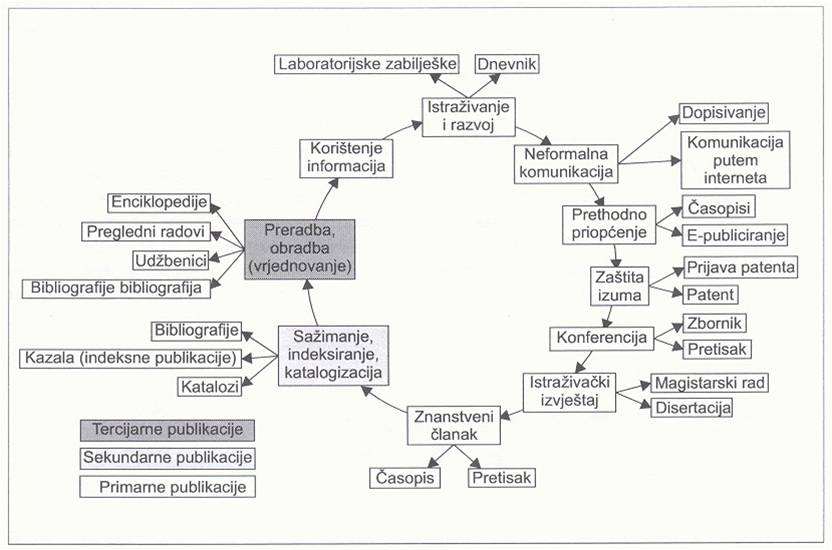 Laboratorijske zabilješke
Dnevnik
Istraživanje
i razvoj
Dopisivanje
Korištenje
informacija
Neformalna
komunikacija
Komunikacija
putem
interneta
Enciklopedije
Pregledni radovi
Udžbenici
Bibliografije bibliografija
Preradba,
obradba
(vrjednovanje)
Prethodno
priopćenje
Časopisi
E-publiciranje
Zaštita
izuma
Prijava patenta
Patent
Bibliografije
Kazala (indeksne publikacije)
Katalozi
Sažimanje,
indeksiranje,
katalogizacija
Konferencija
Zbornik
Pretisak
Istraživački
izvještaj
Magistarski rad
Disertacija
Znanstveni
članak
Časopis
Pretisak
Tercijarne publikacije
Sekundarne publikacije
Primarne publikacije